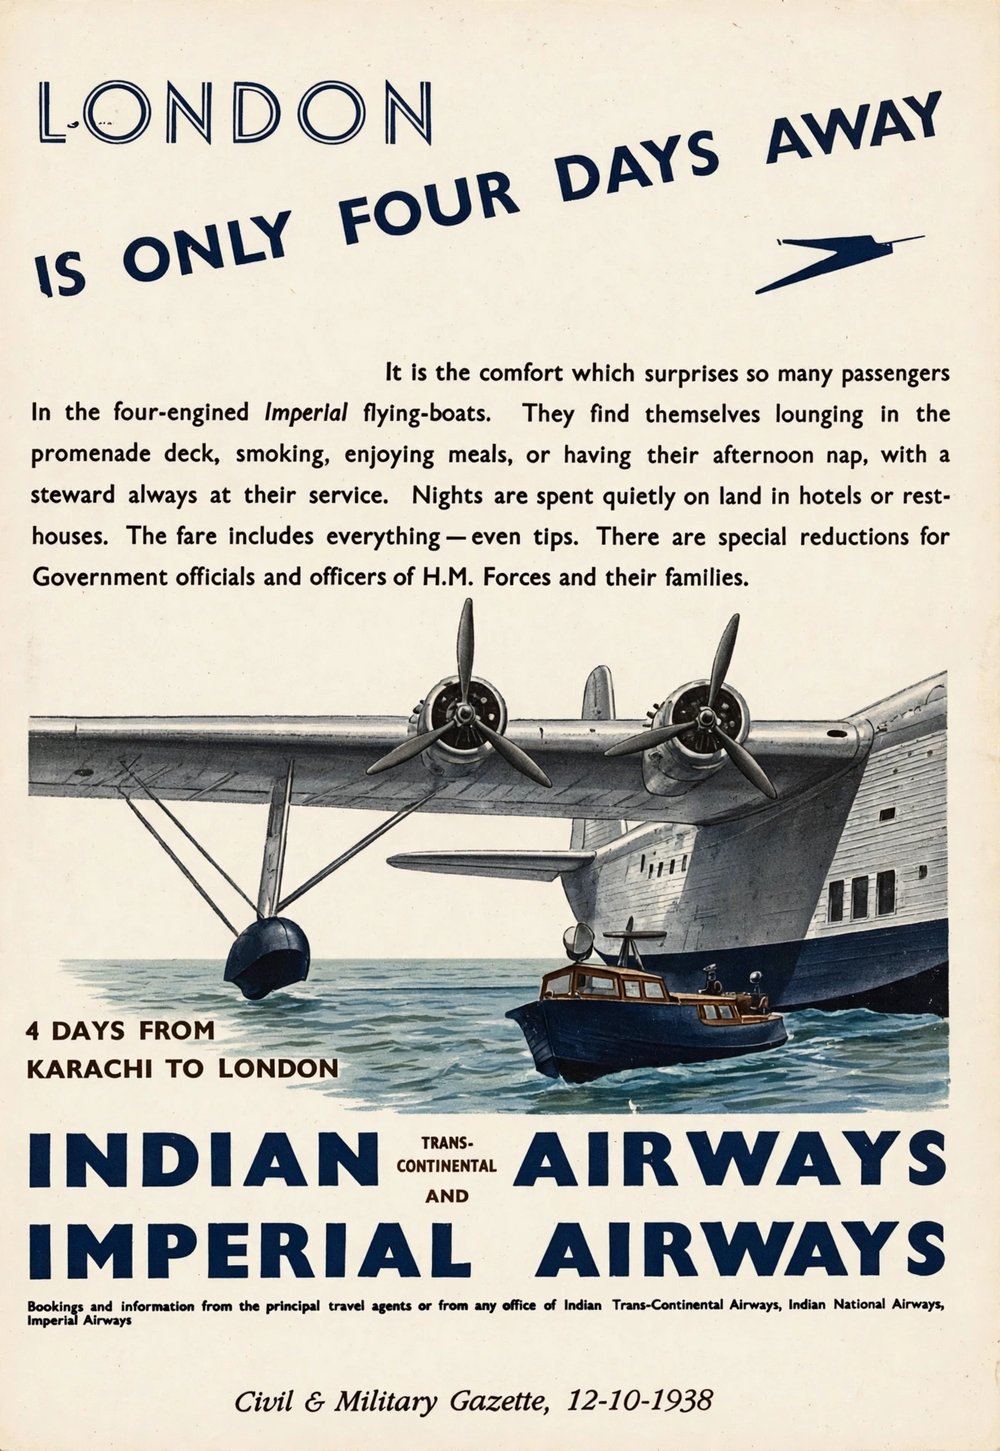 LONDON
IS ONLY FOUR DAYS AWAY
It is the comfort which surprises so many passengers
In the four-engined Imperial flying-boats. They find themselves lounging in the
promenade deck, smoking, enjoying meals, or having their afternoon nap, with a
steward always at their service. Nights are spent quietly on land in hotels or rest-
houses. The fare includes everything — even tips. There are special reductions for
Government officials and officers of H.M. Forces and their families.
4 DAYS FROM
KARACHI TO LONDON
INDIAN TRANS-CONTINENTAL AIRWAYS
AND
IMPERIAL AIRWAYS
Bookings and information from the principal travel agents or from any office of Indian Trans-Continental Airways, Indian National Airways,
Imperial Airways
Civil & Military Gazette, 12-10-1938